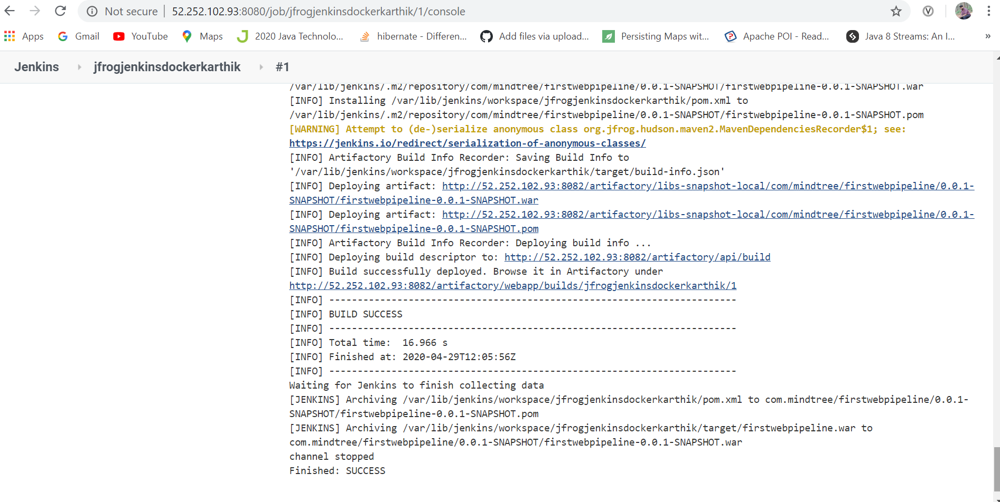 Not secure | 52.252.102.93:8080/job/jfrogjenkinsdockerkarthik/1/console
Apps Gmail YouTube Maps 2020 Java Technolo... hibernate - Differen... Add files via upload... Persisting Maps wit... Apache POI - Read... Java 8 Streams: An I... »
Jenkins jfrogjenkinsdockerkarthik #1
/var/lib/jenkins/.m2/repository/com/mindtree/firstwebpipeline/0.0.1-SNAPSHOT/firstwebpipeline-0.0.1-SNAPSHOT.war
[INFO] Installing /var/lib/jenkins/workspace/jfrogjenkinsdockerkarthik/pom.xml to
/var/lib/jenkins/.m2/repository/com/mindtree/firstwebpipeline/0.0.1-SNAPSHOT/firstwebpipeline-0.0.1-SNAPSHOT.pom
[WARNING] Attempt to (de-)serialize anonymous class org.jfrog.hudson.maven2.MavenDependenciesRecorder$1; see:
https://jenkins.io/redirect/serialization-of-anonymous-classes/
[INFO] Artifactory Build Info Recorder: Saving Build Info to
'/var/lib/jenkins/workspace/jfrogjenkinsdockerkarthik/target/build-info.json'
[INFO] Deploying artifact: http://52.252.102.93:8082/artifactory/libs-snapshot-local/com/mindtree/firstwebpipeline/0.0.1-
SNAPSHOT/firstwebpipeline-0.0.1-SNAPSHOT.war
[INFO] Deploying artifact: http://52.252.102.93:8082/artifactory/libs-snapshot-local/com/mindtree/firstwebpipeline/0.0.1-
SNAPSHOT/firstwebpipeline-0.0.1-SNAPSHOT.pom
[INFO] Artifactory Build Info Recorder: Deploying build info ...
[INFO] Deploying build descriptor to: http://52.252.102.93:8082/artifactory/api/build
[INFO] Build successfully deployed. Browse it in Artifactory under
http://52.252.102.93:8082/artifactory/webapp/builds/jfrogjenkinsdockerkarthik/1
[INFO] ------------------------------------------------------------------------
[INFO] BUILD SUCCESS
[INFO] ------------------------------------------------------------------------
[INFO] Total time:  16.966 s
[INFO] Finished at: 2020-04-29T12:05:56Z
[INFO] ------------------------------------------------------------------------
Waiting for Jenkins to finish collecting data
[JENKINS] Archiving /var/lib/jenkins/workspace/jfrogjenkinsdockerkarthik/pom.xml to com.mindtree/firstwebpipeline/0.0.1-
SNAPSHOT/firstwebpipeline-0.0.1-SNAPSHOT.pom
[JENKINS] Archiving /var/lib/jenkins/workspace/jfrogjenkinsdockerkarthik/target/firstwebpipeline.war to
com.mindtree/firstwebpipeline/0.0.1-SNAPSHOT/firstwebpipeline-0.0.1-SNAPSHOT.war
channel stopped
Finished: SUCCESS